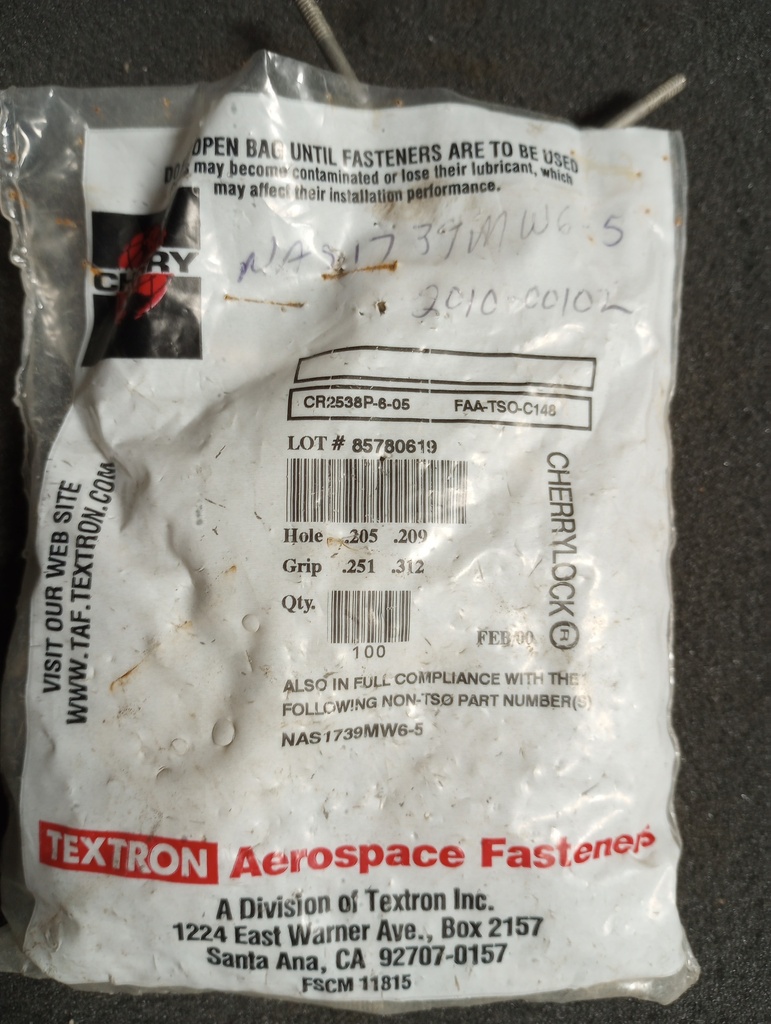 OPEN BAG UNTIL FASTENERS ARE TO BE USED
may become contaminated or lose their lubricant, which
may affect their installation performance.
CHERRY
NAS1739MW6-5
2010-00102
CR2538P-6-05 FAA-TSO-C148
LOT # 85780619
Hole .205 .209
Grip .251 .312
Qty.
100
FEB 00
CHERRYLOCK ®
VISIT OUR WEB SITE
WWW.TAF.TEXTRON.COM
ALSO IN FULL COMPLIANCE WITH THE
FOLLOWING NON-TSO PART NUMBER(S)
NAS1739MW6-5
TEXTRON Aerospace Fasteners
A Division of Textron Inc.
1224 East Warner Ave., Box 2157
Santa Ana, CA 92707-0157
FSCM 11815